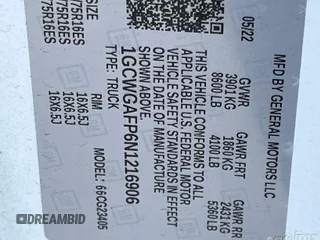 MFD BY GENERAL MOTORS LLC
05/22
GVWR GAWR FRT GAWR RR
3901 KG 1860 KG 2431 KG
8600 LB 4100 LB 5360 LB
THIS VEHICLE CONFORMS TO ALL
APPLICABLE U.S. FEDERAL MOTOR
VEHICLE SAFETY STANDARDS IN EFFECT
ON THE DATE OF MANUFACTURE
SHOWN ABOVE.
1GCWGAFP6N1216906
TYPE: TRUCK MODEL: 66CG23405
SIZE RIM
75R16ES 16X6.5J
75R16ES 16X6.5J
75R16ES 16X6.5J
DREAMBID